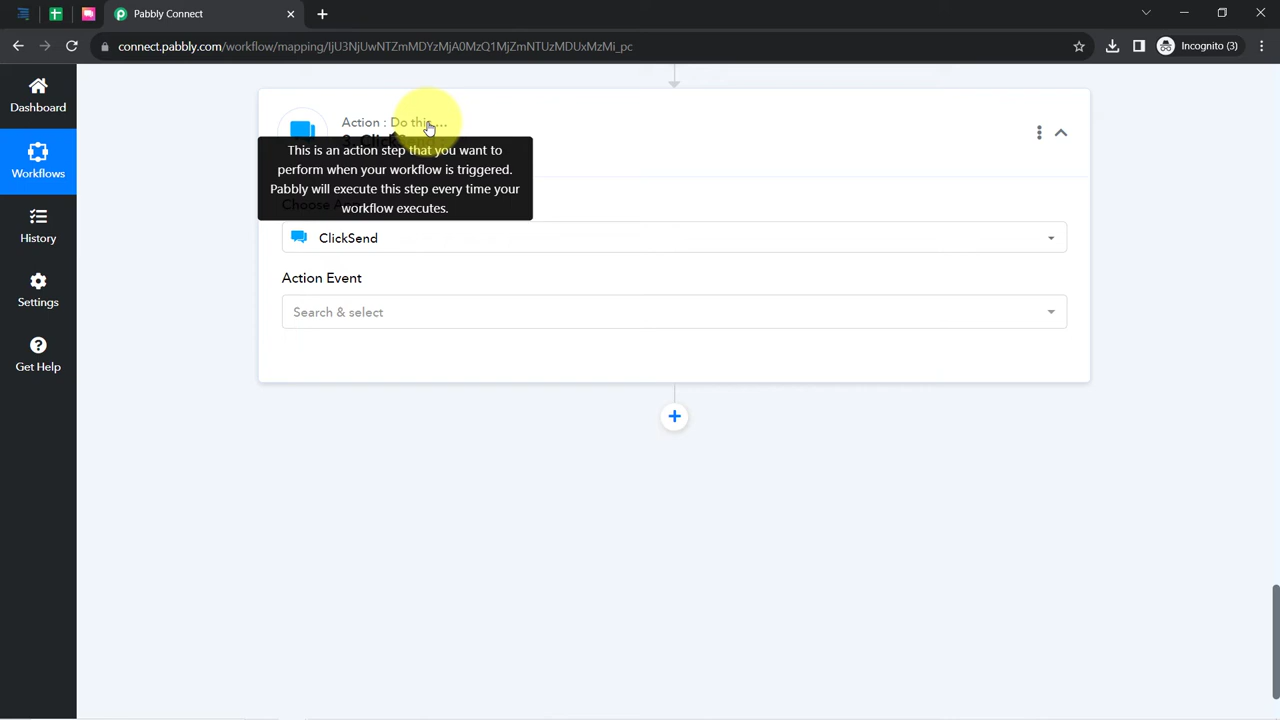 Pabbly Connect
connect.pabbly.com/workflow/mapping/IjU3NjUwNTZmMDYzMjA0MzQ1MjZmNTUzMDUxMzMi_pc
Incognito (3)
Dashboard
Workflows
History
Settings
Get Help
Action : Do this ...
This is an action step that you want to
perform when your workflow is triggered.
Pabbly will execute this step every time your
workflow executes.
ClickSend
Action Event
Search & select